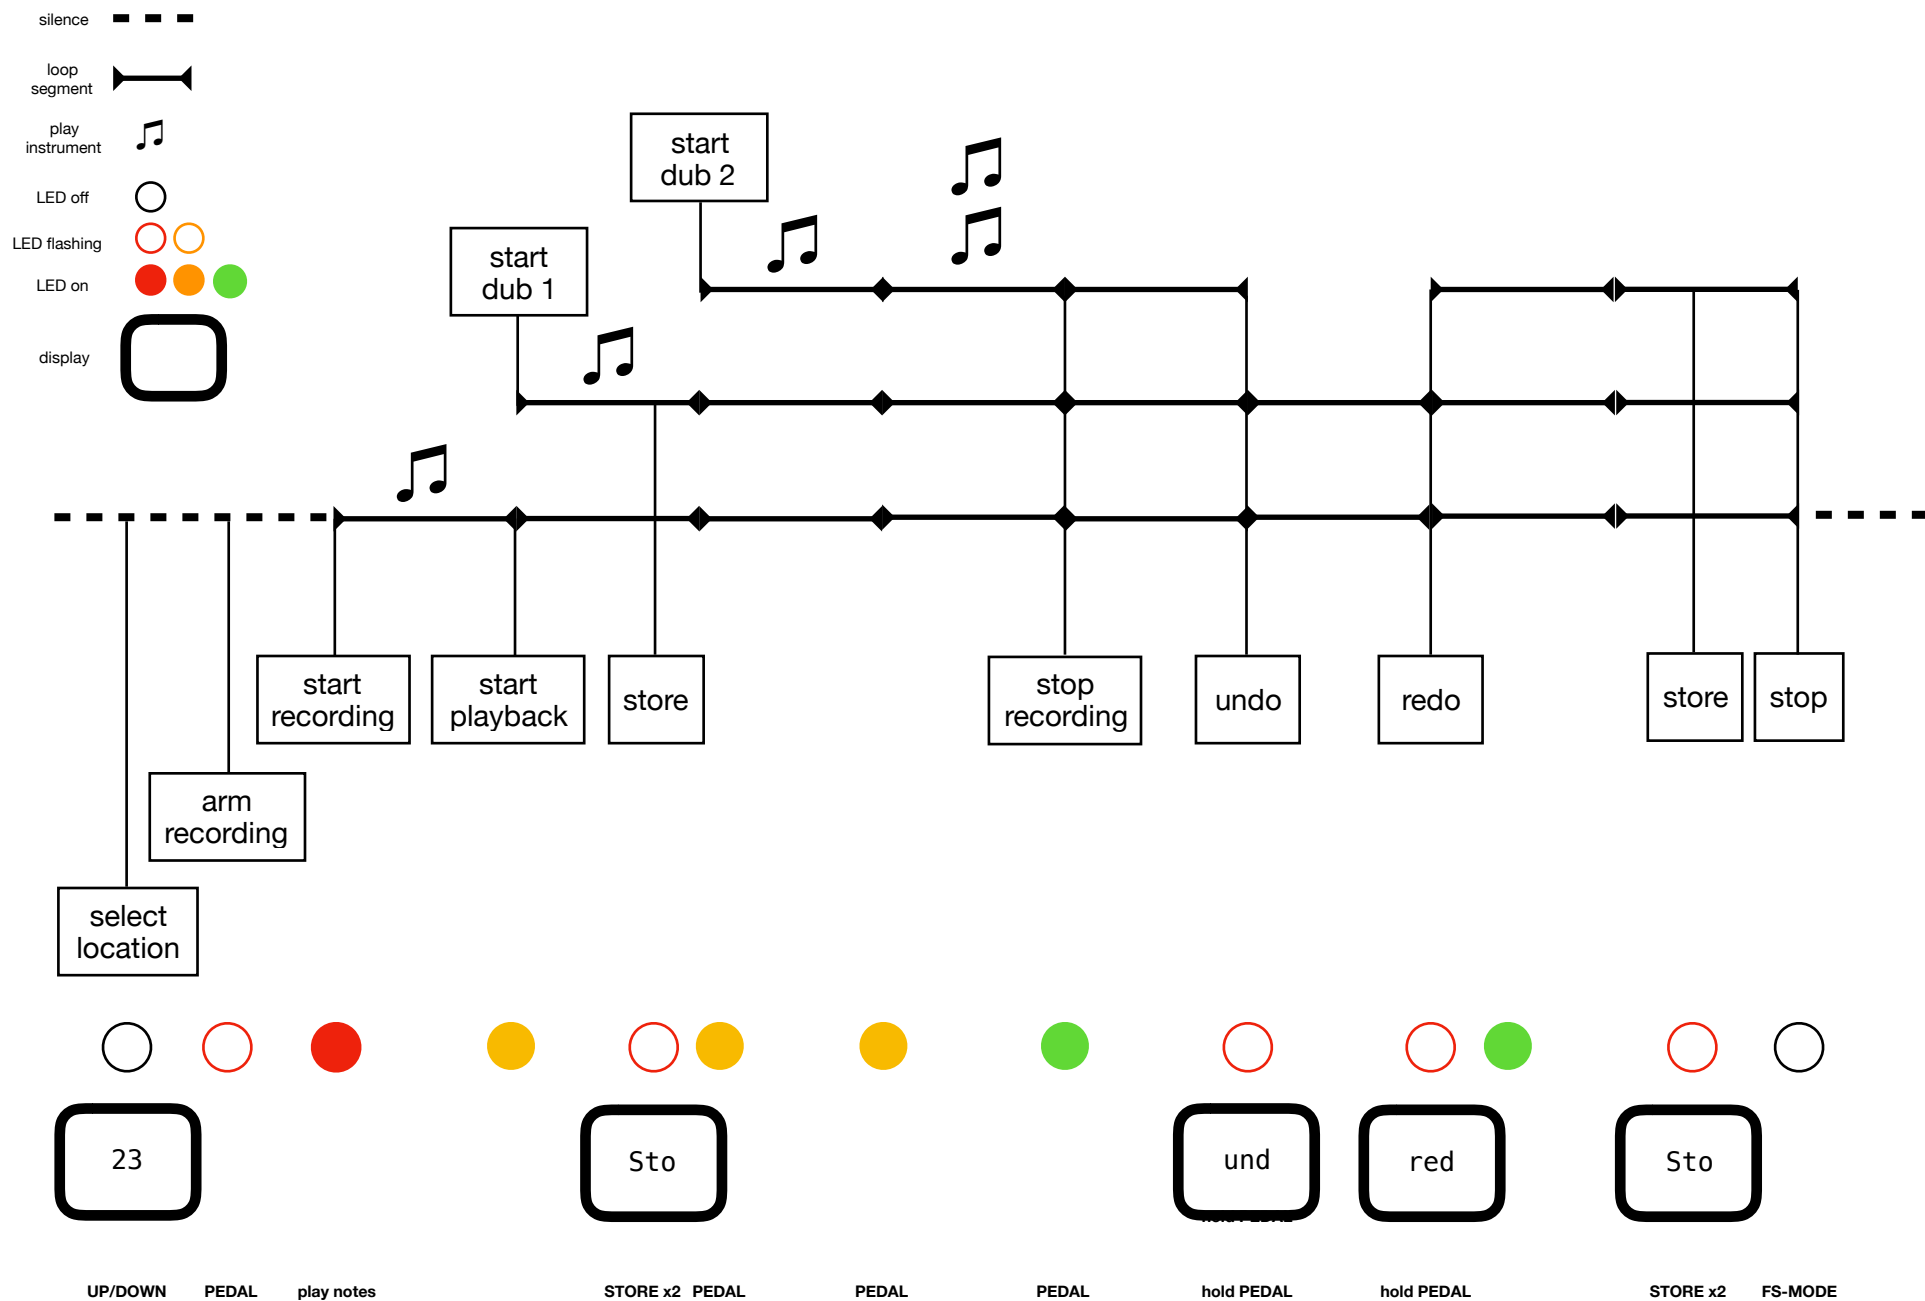 silence
loop
segment
play
instrument
LED off
LED flashing
LED on
display
start
dub 2
start
dub 1
start
recording
start
playback
store
stop
recording
undo
redo
store
stop
arm
recording
select
location
23
Sto
und
red
Sto
hold PEDAL
UP/DOWN
PEDAL
play notes
STORE x2
PEDAL
PEDAL
PEDAL
hold PEDAL
hold PEDAL
STORE x2
FS-MODE